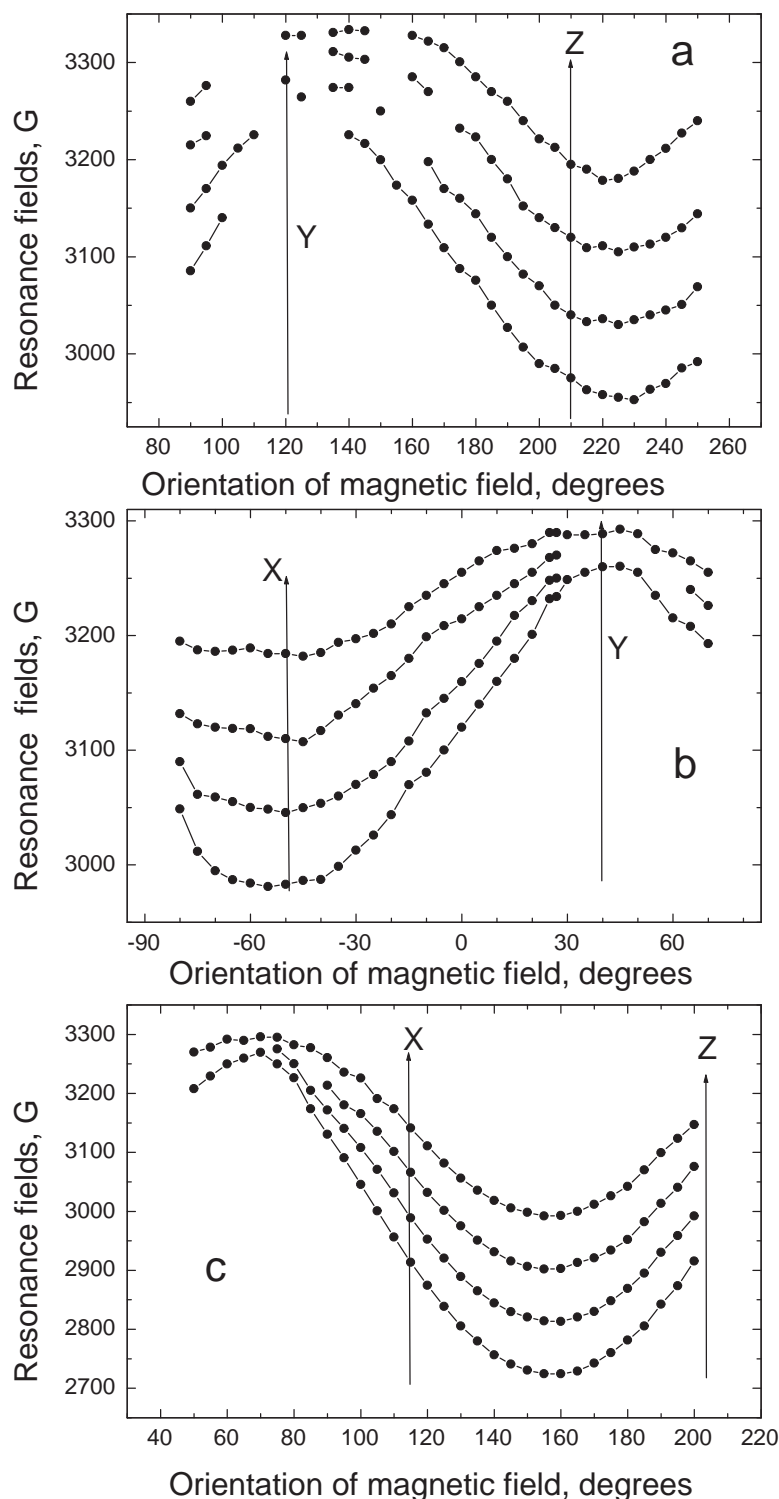 a
Z
Y
3300
3200
3100
3000
Resonance fields, G
80 100 120 140 160 180 200 220 240 260
Orientation of magnetic field, degrees
3300
3200
3100
3000
Resonance fields, G
X
Y
b
-90 -60 -30 0 30 60
Orientation of magnetic field, degrees
3300
3200
3100
3000
2900
2800
2700
Resonance fields, G
X
Z
c
40 60 80 100 120 140 160 180 200 220
Orientation of magnetic field, degrees